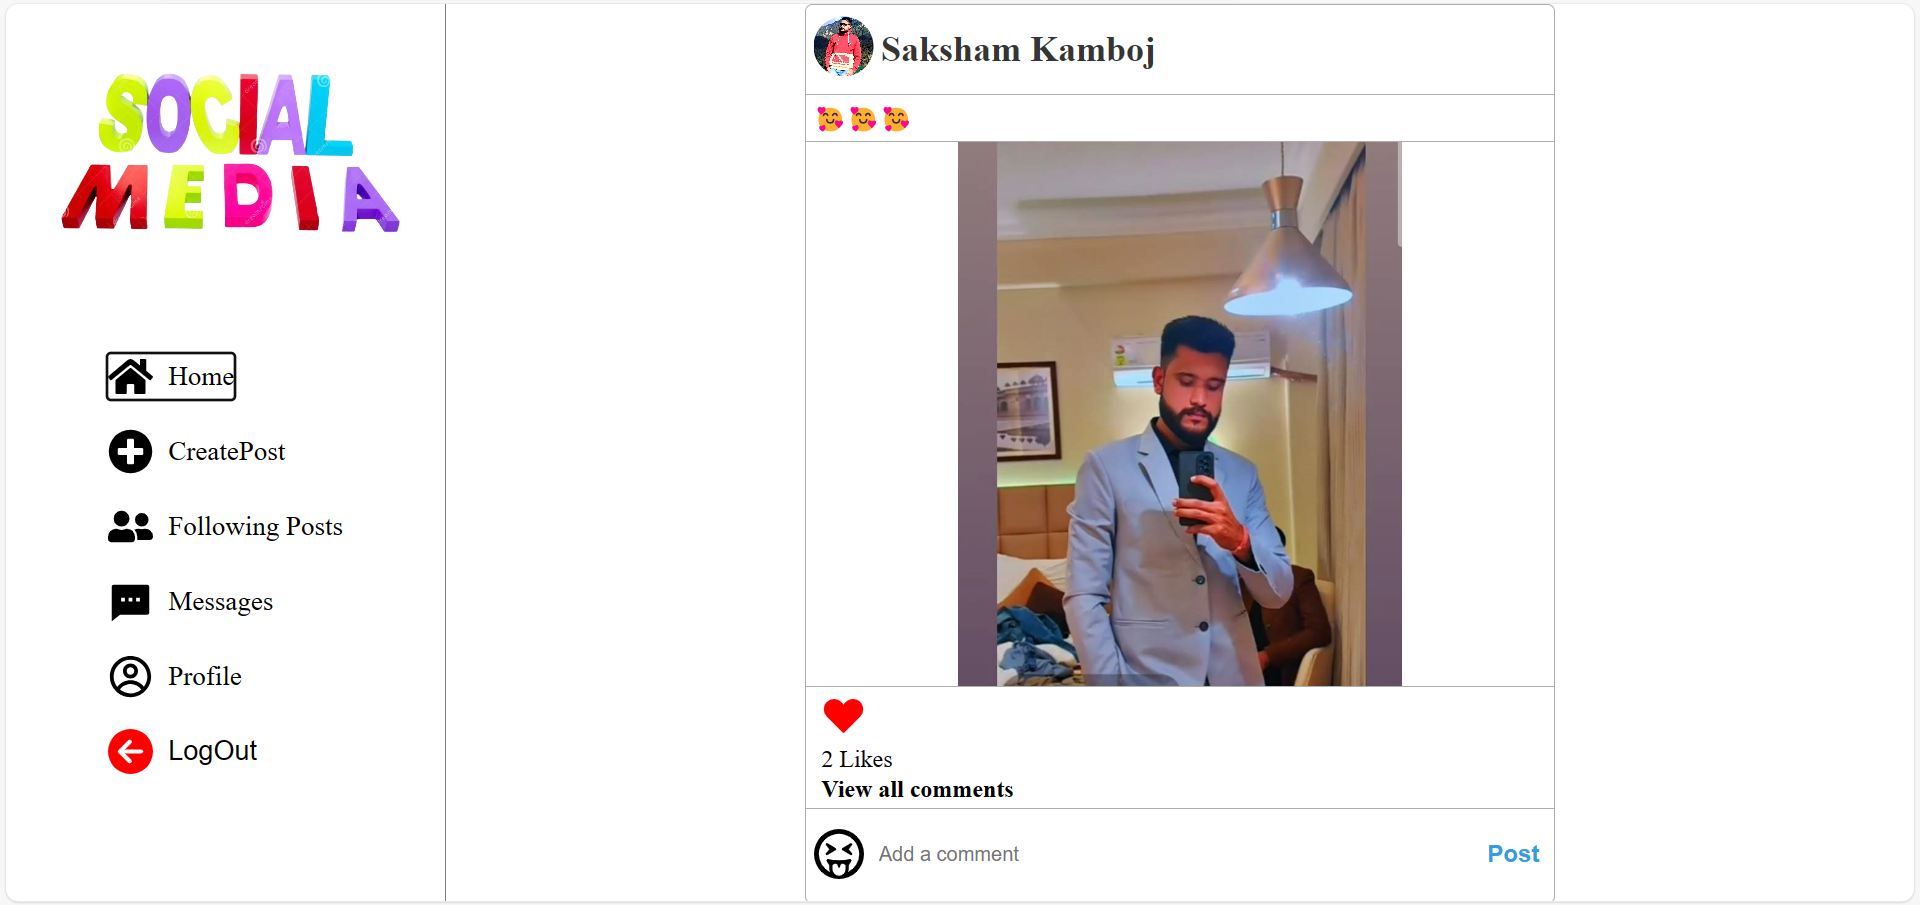 SOCIAL
MEDIA
Home
CreatePost
Following Posts
Messages
Profile
LogOut
Saksham Kamboj
🥰 🥰 🥰
2 Likes
View all comments
Add a comment
Post